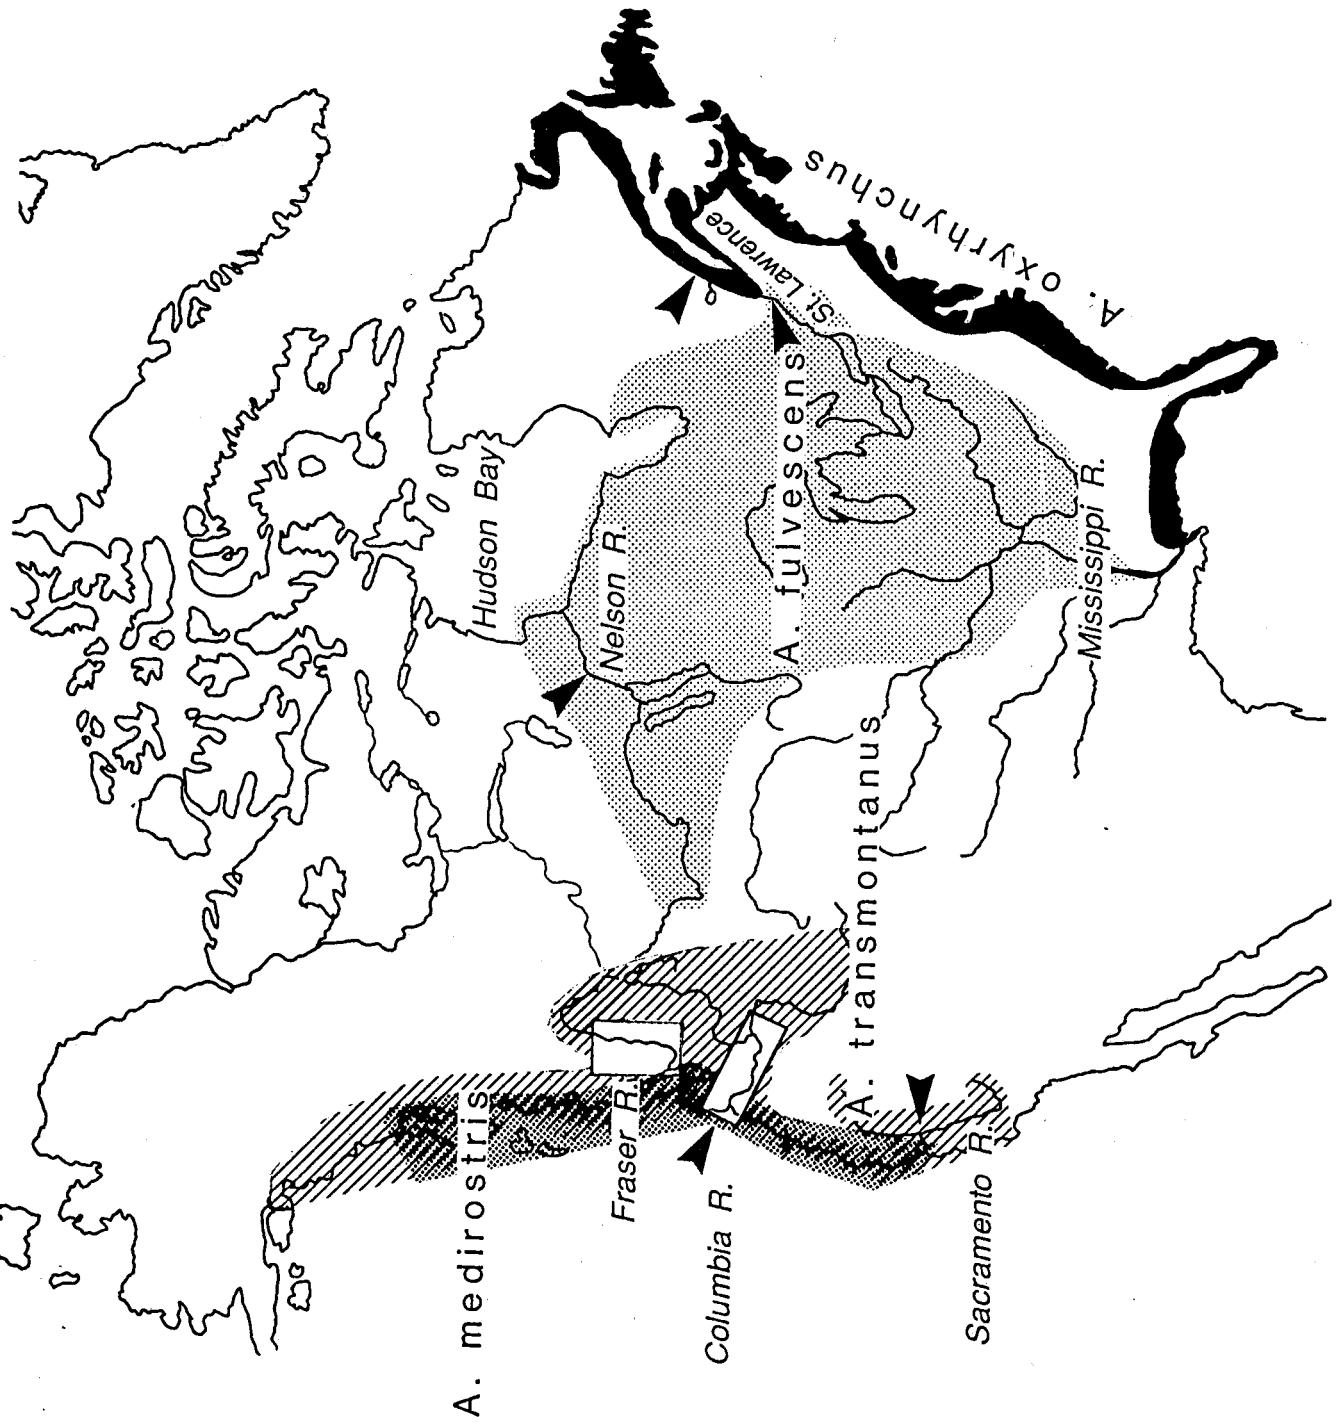 Hudson Bay
Nelson R.
St. Lawrence
A. oxyrhynchus
A. fulvescens
Mississippi R.
A. transmontanus
A. medirostris
Fraser R.
Columbia R.
Sacramento R.